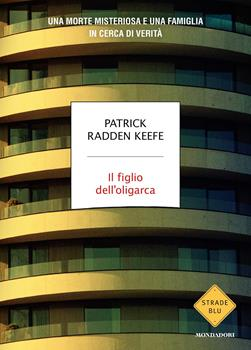 UNA MORTE MISTERIOSA E UNA FAMIGLIA
IN CERCA DI VERITÀ
PATRICK
RADDEN KEEFE
Il figlio
dell'oligarca
STRADE
BLU
MONDADORI